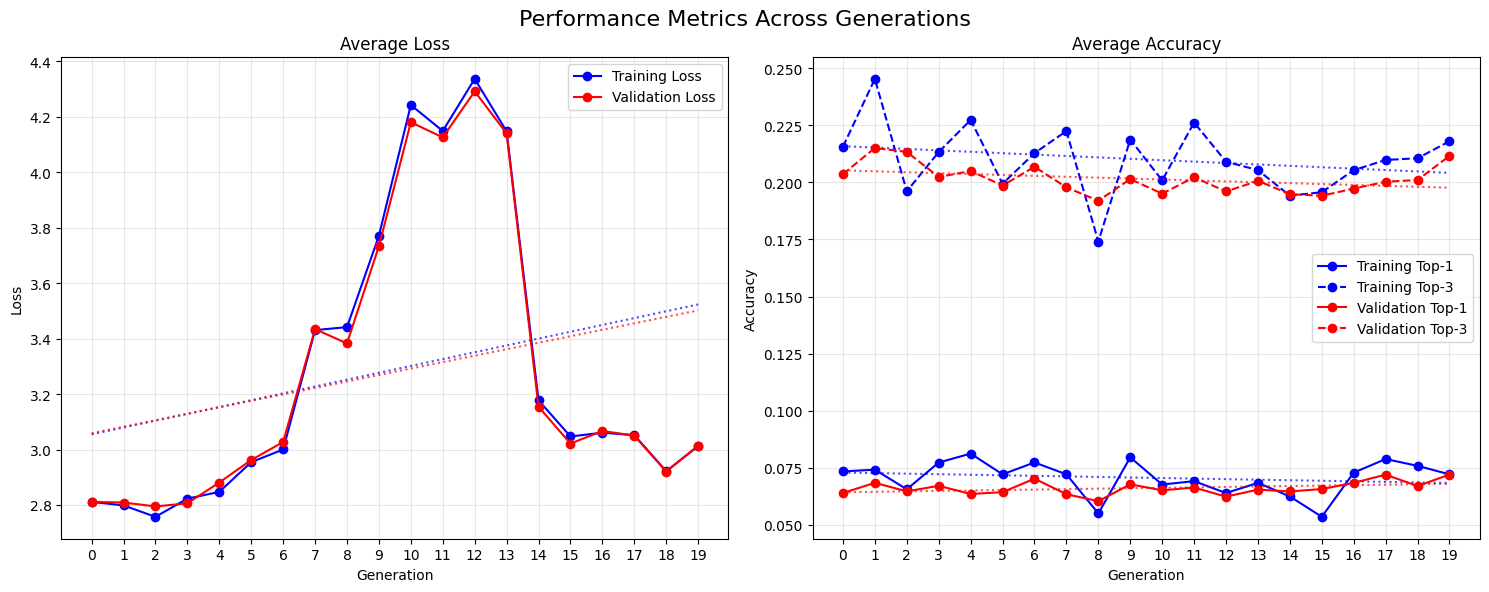 Performance Metrics Across Generations
Average Loss
4.4
4.2
4.0
3.8
3.6
3.4
3.2
3.0
2.8
Loss
Training Loss
Validation Loss
0 1 2 3 4 5 6 7 8 9 10 11 12 13 14 15 16 17 18 19
Generation
Average Accuracy
0.250
0.225
0.200
0.175
0.150
0.125
0.100
0.075
0.050
Accuracy
Training Top-1
Training Top-3
Validation Top-1
Validation Top-3
0 1 2 3 4 5 6 7 8 9 10 11 12 13 14 15 16 17 18 19
Generation